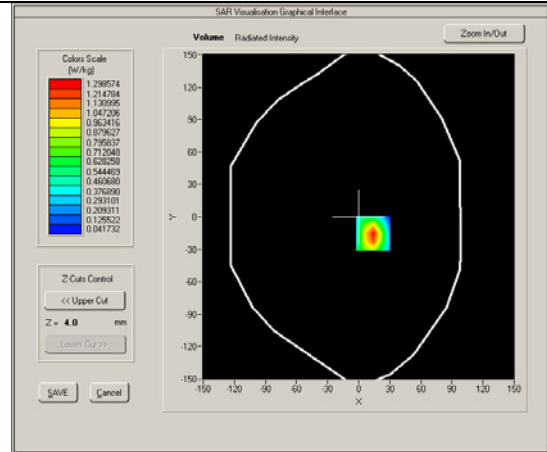 SAR Visualisation Graphical Interface
Volume Radiated Intensity
Zoom In/Out
Colors Scale
(W/kg)
1.298574
1.214784
1.130995
1.047206
0.963416
0.879627
0.795837
0.712048
0.628258
0.544469
0.460680
0.376890
0.293101
0.209311
0.125522
0.041732
Z-Cuts Control
<< Upper Cut
Z = 4.0 mm
Lower Cut >>
SAVE
Cancel
150-
120-
90-
60-
30-
0-
-30-
-60-
-90-
-120-
-150-
Y
-150 -120 -90 -60 -30 0 30 60 90 120 150
X